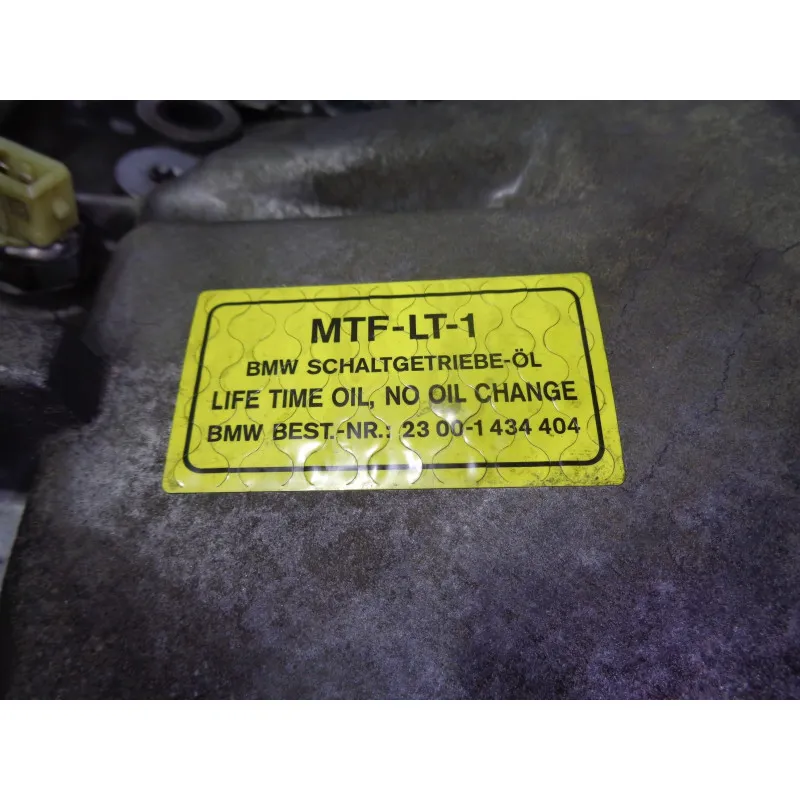 MTF-LT-1
BMW SCHALTGETRIEBE-ÖL
LIFE TIME OIL, NO OIL CHANGE
BMW BEST.-NR.: 23 00-1 434 404